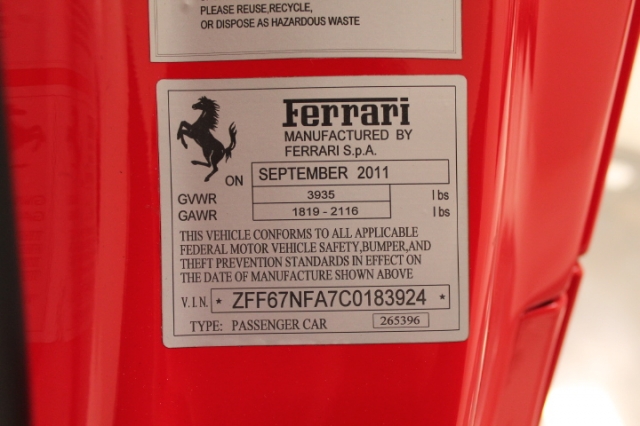 PLEASE REUSE,RECYCLE,
OR DISPOSE AS HAZARDOUS WASTE
Ferrari
MANUFACTURED BY
FERRARI S.p.A.
ON SEPTEMBER 2011
GVWR 3935 lbs
GAWR 1819 - 2116 lbs
THIS VEHICLE CONFORMS TO ALL APPLICABLE
FEDERAL MOTOR VEHICLE SAFETY,BUMPER,AND
THEFT PREVENTION STANDARDS IN EFFECT ON
THE DATE OF MANUFACTURE SHOWN ABOVE
V.I.N. * ZFF67NFA7C0183924 *
TYPE: PASSENGER CAR 265396